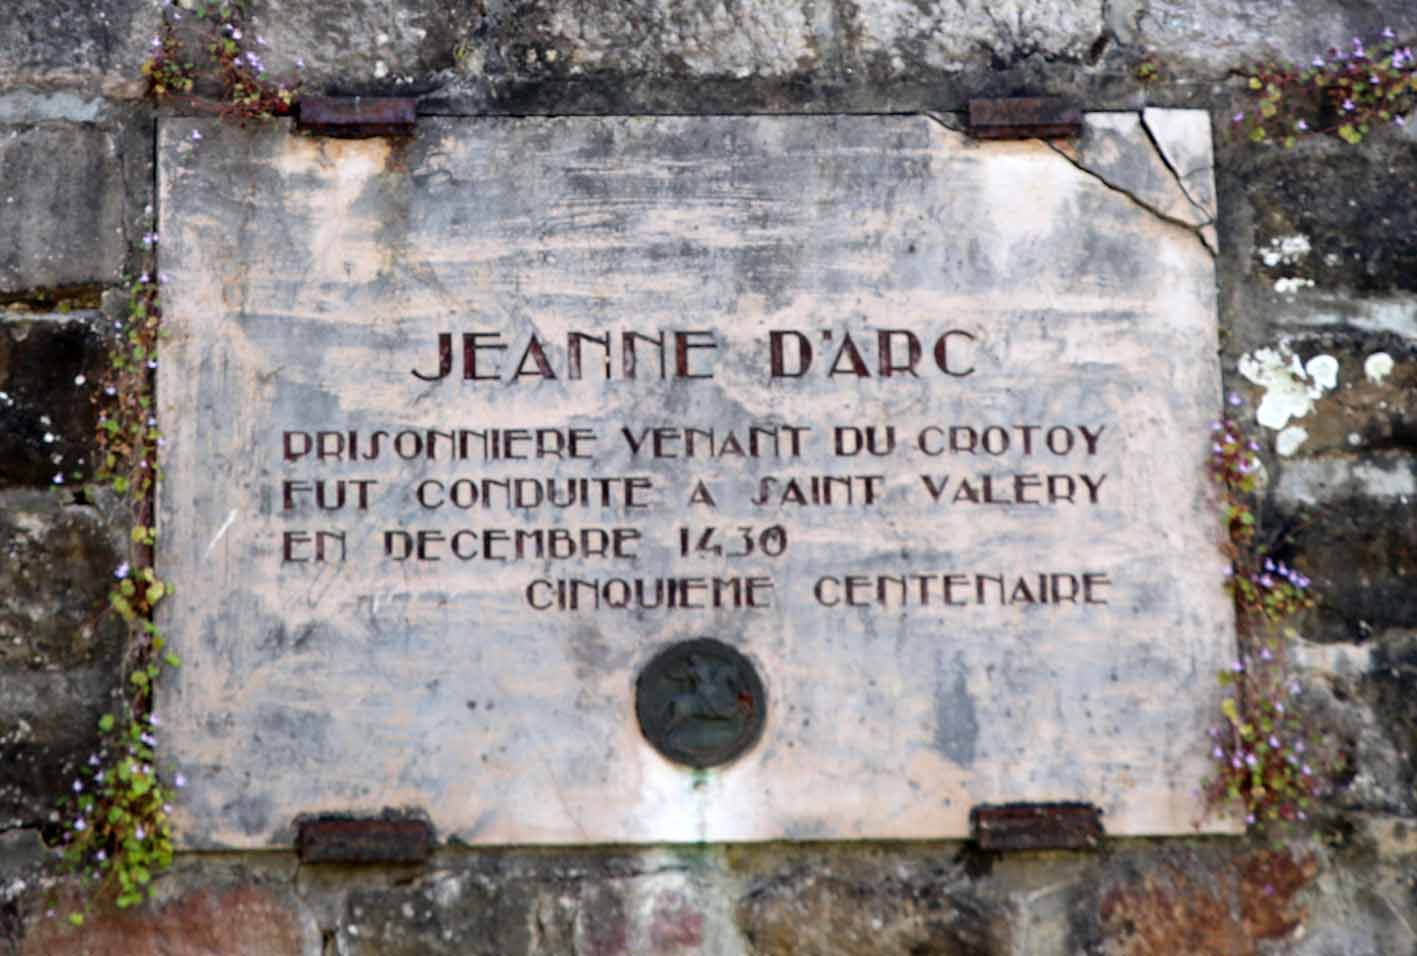 JEANNE D'ARC
PRISONNIERE VENANT DU CROTOY
FUT CONDUITE A SAINT VALERY
EN DECEMBRE 1430
CINQUIEME CENTENAIRE